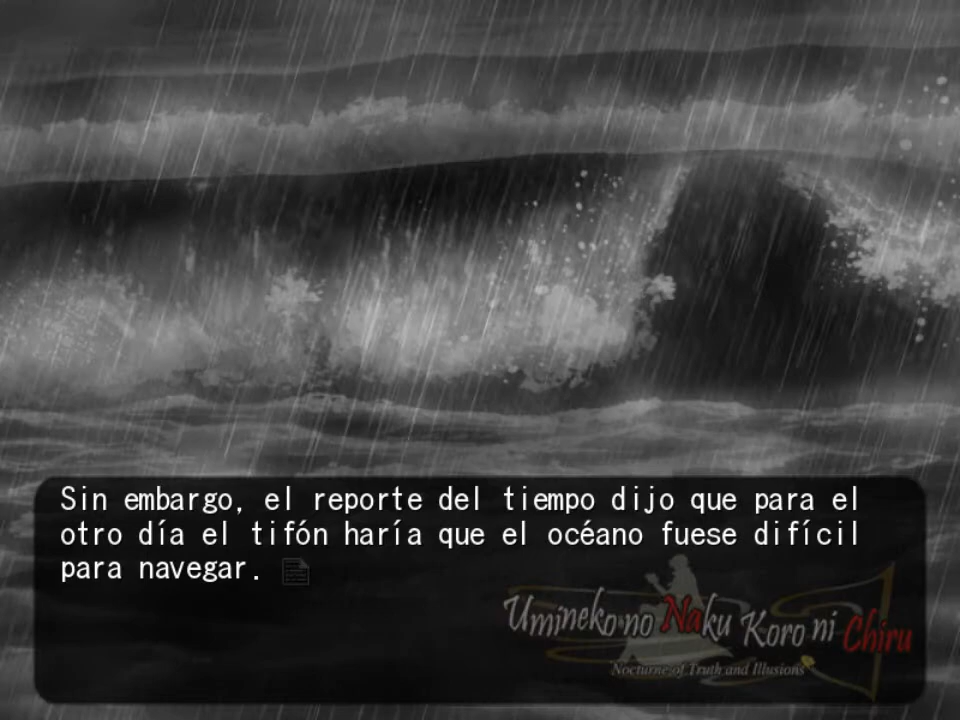 Sin embargo, el reporte del tiempo dijo que para el
otro día el tifón haría que el océano fuese difícil
para navegar.
Umineko no Naku Koro ni Chiru
Nocturne of Truth and Illusions